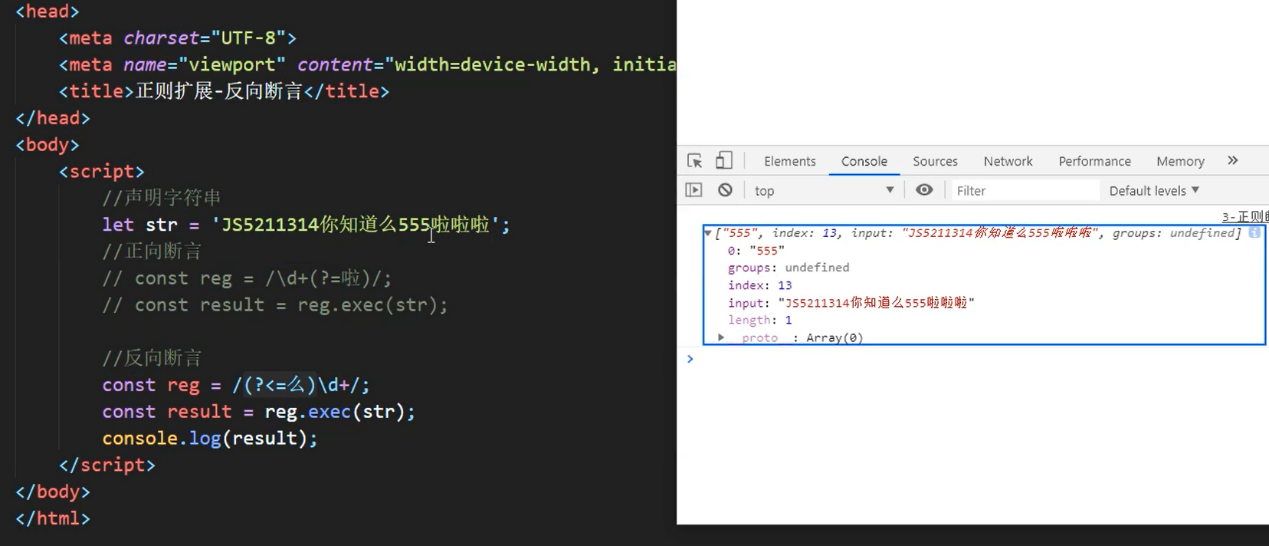 <head>
<meta charset="UTF-8">
<meta name="viewport" content="width=device-width, initia
<title>正则扩展-反向断言</title>
</head>
<body>
<script>
//声明字符串
let str = 'JS5211314你知道么555啦啦啦';
//正向断言
// const reg = /\d+(?=啦)/;
// const result = reg.exec(str);
//反向断言
const reg = /(?<=么)\d+/;
const result = reg.exec(str);
console.log(result);
</script>
</body>
</html>
Elements Console Sources Network Performance Memory »
top Filter Default levels
3-正则
["555", index: 13, input: "JS5211314你知道么555啦啦啦", groups: undefined]
0: "555"
groups: undefined
index: 13
input: "JS5211314你知道么555啦啦啦"
length: 1
proto : Array(0)
>